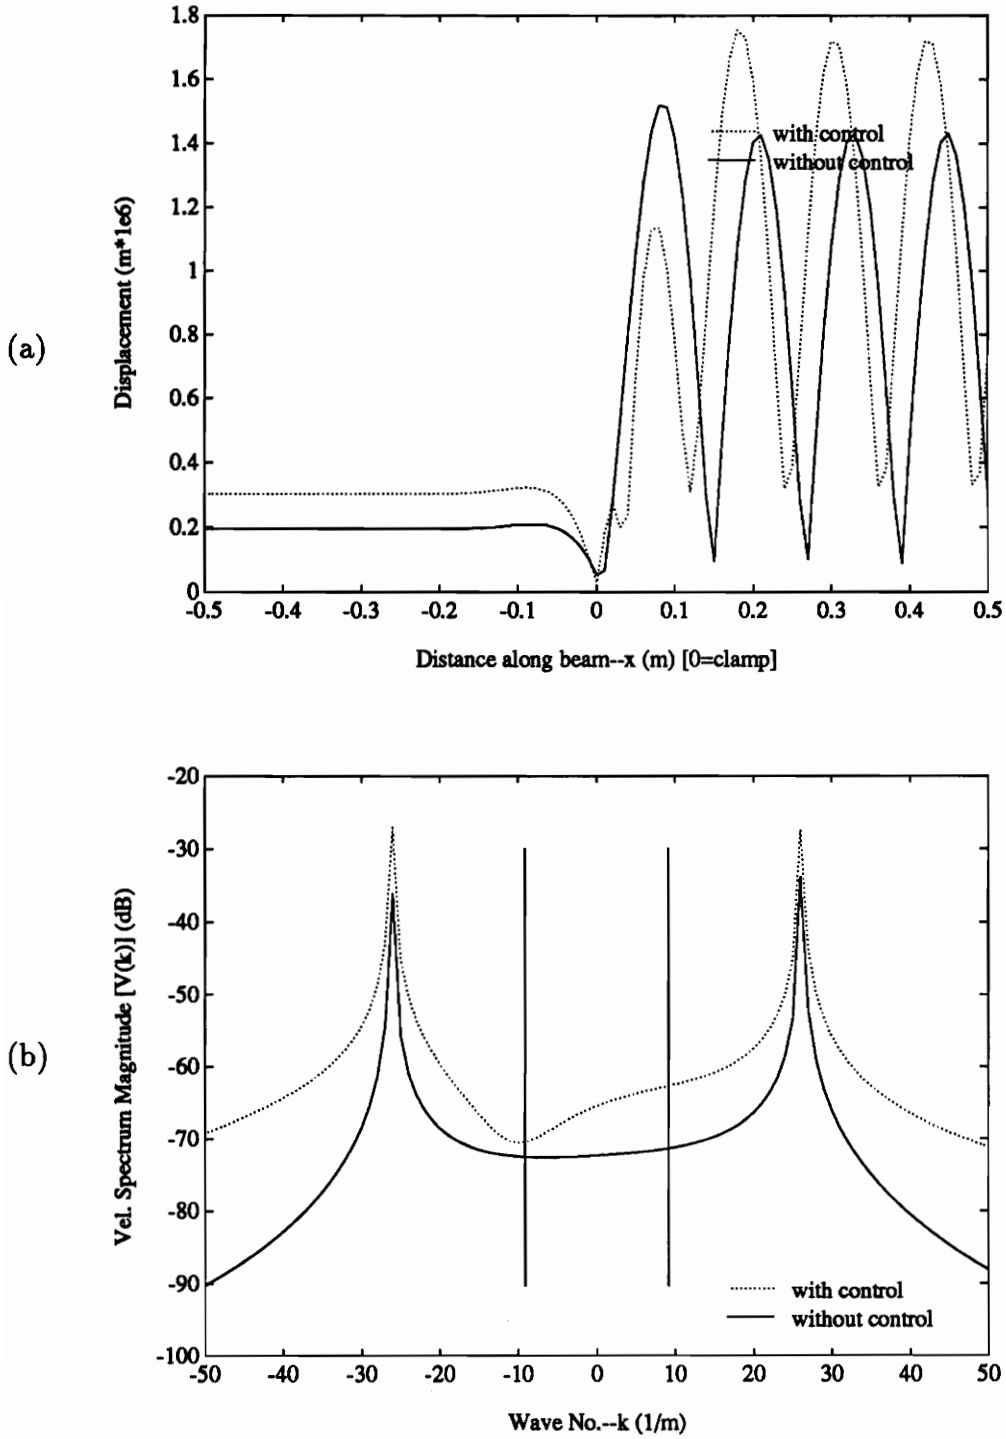 (a)
Displacement (m*1e6)
1.8
1.6
1.4
1.2
1
0.8
0.6
0.4
0.2
0
with control
without control
-0.5 -0.4 -0.3 -0.2 -0.1 0 0.1 0.2 0.3 0.4 0.5
Distance along beam--x (m) [0=clamp]
(b)
Vel. Spectrum Magnitude [V(k)] (dB)
-20
-30
-40
-50
-60
-70
-80
-90
-100
with control
without control
-50 -40 -30 -20 -10 0 10 20 30 40 50
Wave No.--k (1/m)